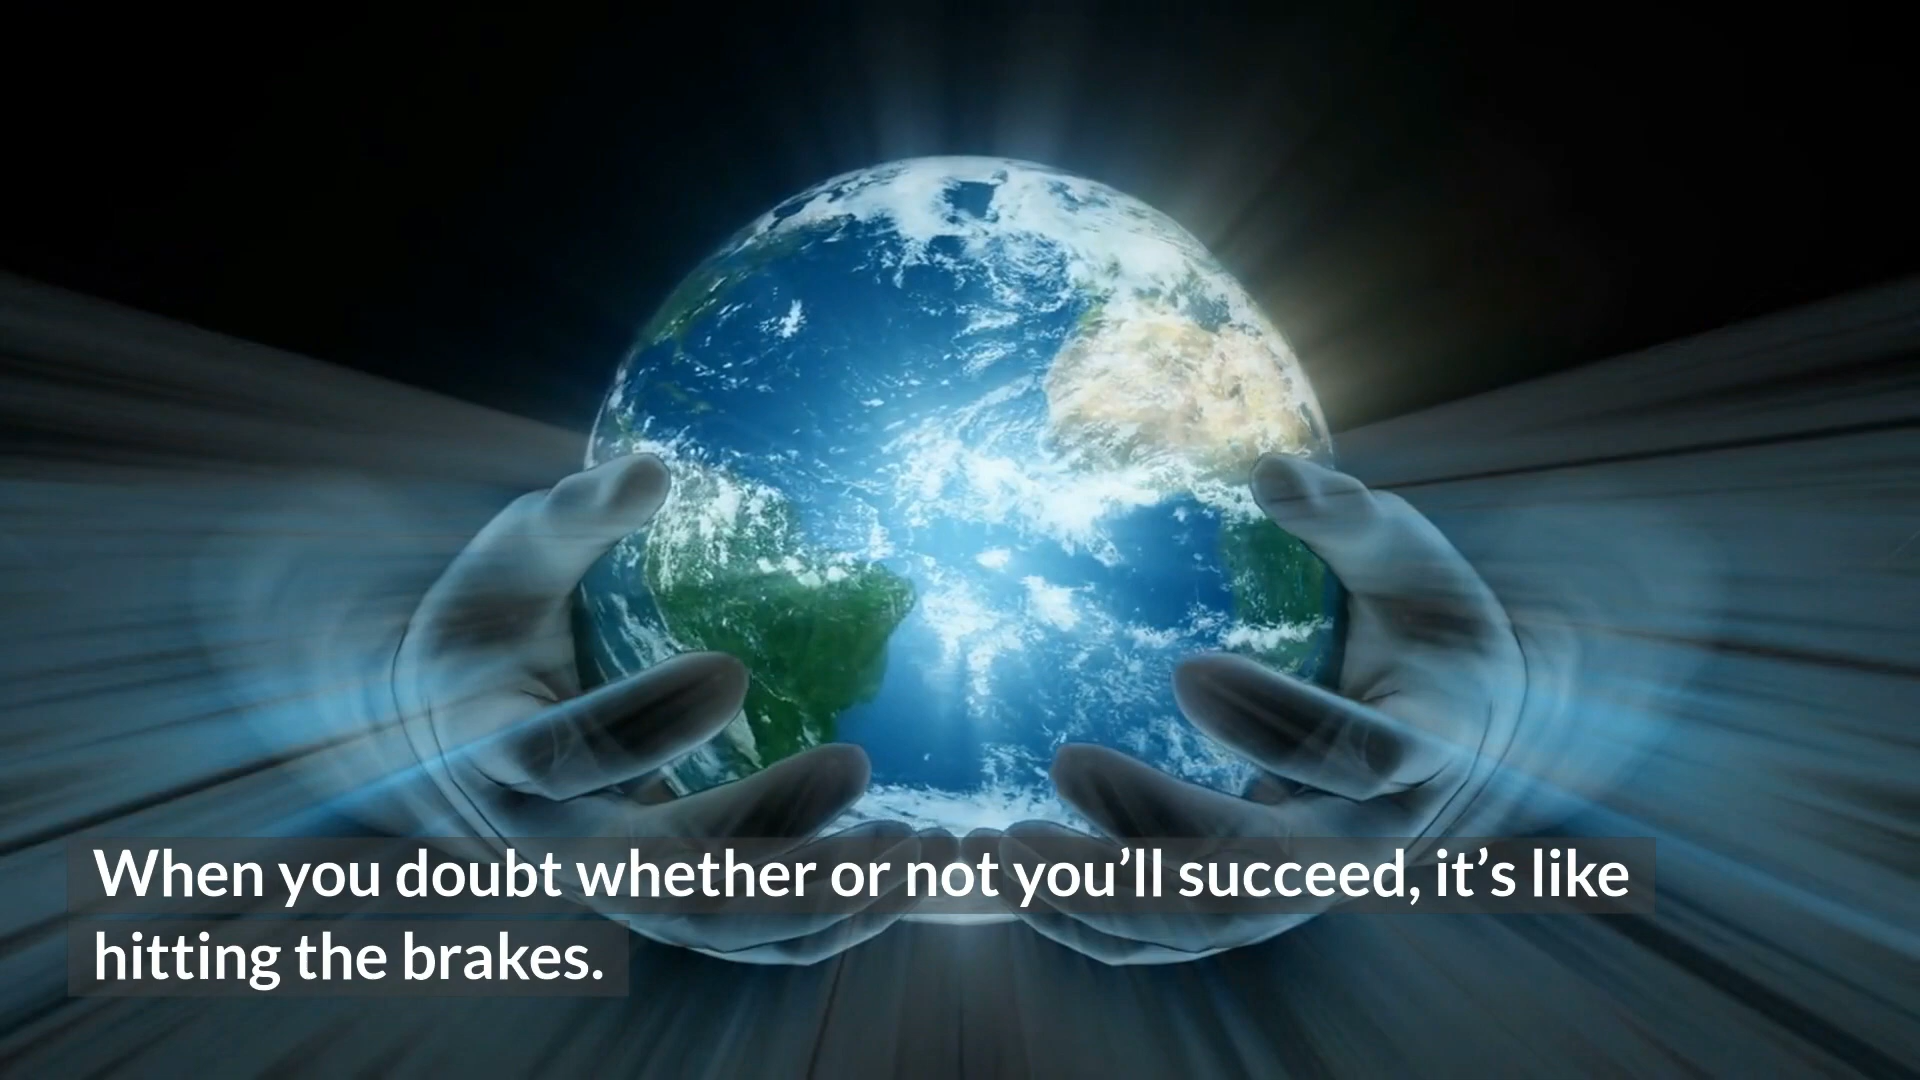 When you doubt whether or not you’ll succeed, it’s like
hitting the brakes.